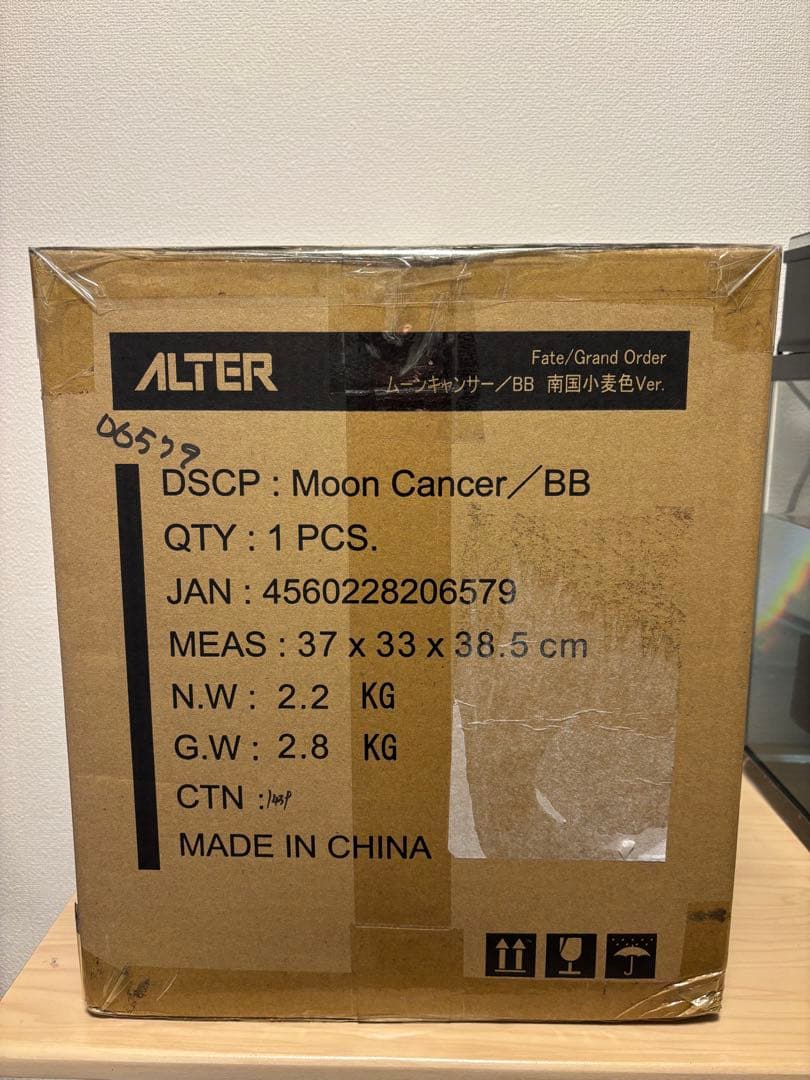 ALTER
Fate/Grand Order
ムーンキャンサー／BB 南国小麦色Ver.
06579
DSCP : Moon Cancer／BB
QTY : 1 PCS.
JAN : 4560228206579
MEAS : 37 x 33 x 38.5 cm
N.W : 2.2 KG
G.W : 2.8 KG
CTN :
MADE IN CHINA